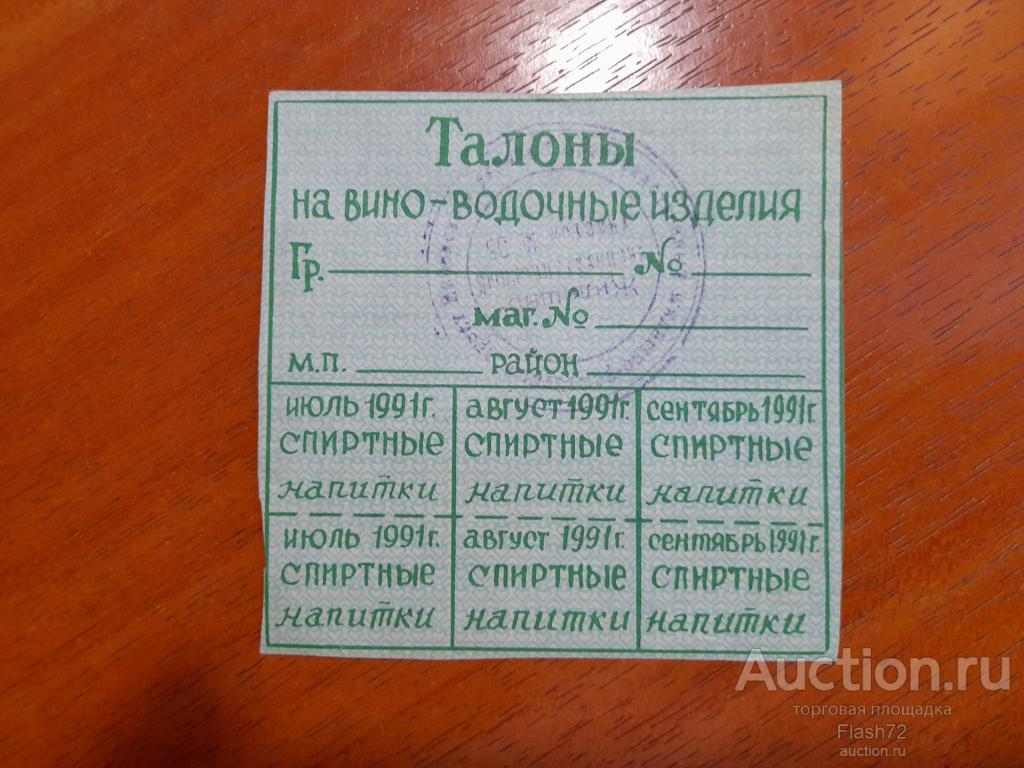 Талоны
на вино-водочные изделия
Гр. №
маг. №
м.п. район
июль 1991г. август 1991г. сентябрь 1991г.
спиртные спиртные спиртные
напитки напитки напитки
июль 1991г. август 1991г. сентябрь 1991г.
спиртные спиртные спиртные
напитки напитки напитки
Auction.ru
торговая площадка
Flash72
auction.ru